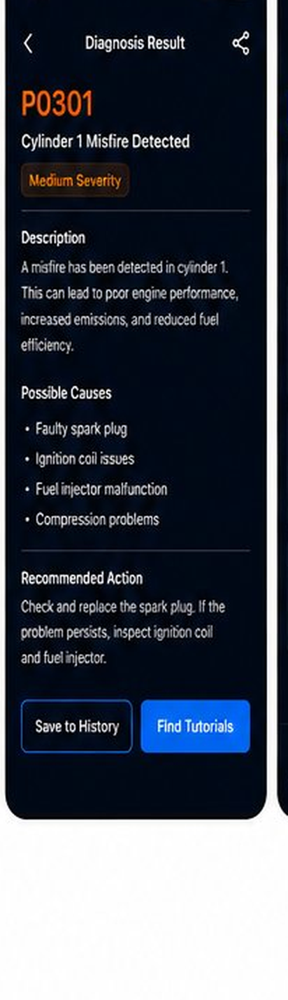 Diagnosis Result
P0301
Cylinder 1 Misfire Detected
Medium Severity
Description
A misfire has been detected in cylinder 1.
This can lead to poor engine performance,
increased emissions, and reduced fuel
efficiency.
Possible Causes
• Faulty spark plug
• Ignition coil issues
• Fuel injector malfunction
• Compression problems
Recommended Action
Check and replace the spark plug. If the
problem persists, inspect ignition coil
and fuel injector.
Save to History
Find Tutorials